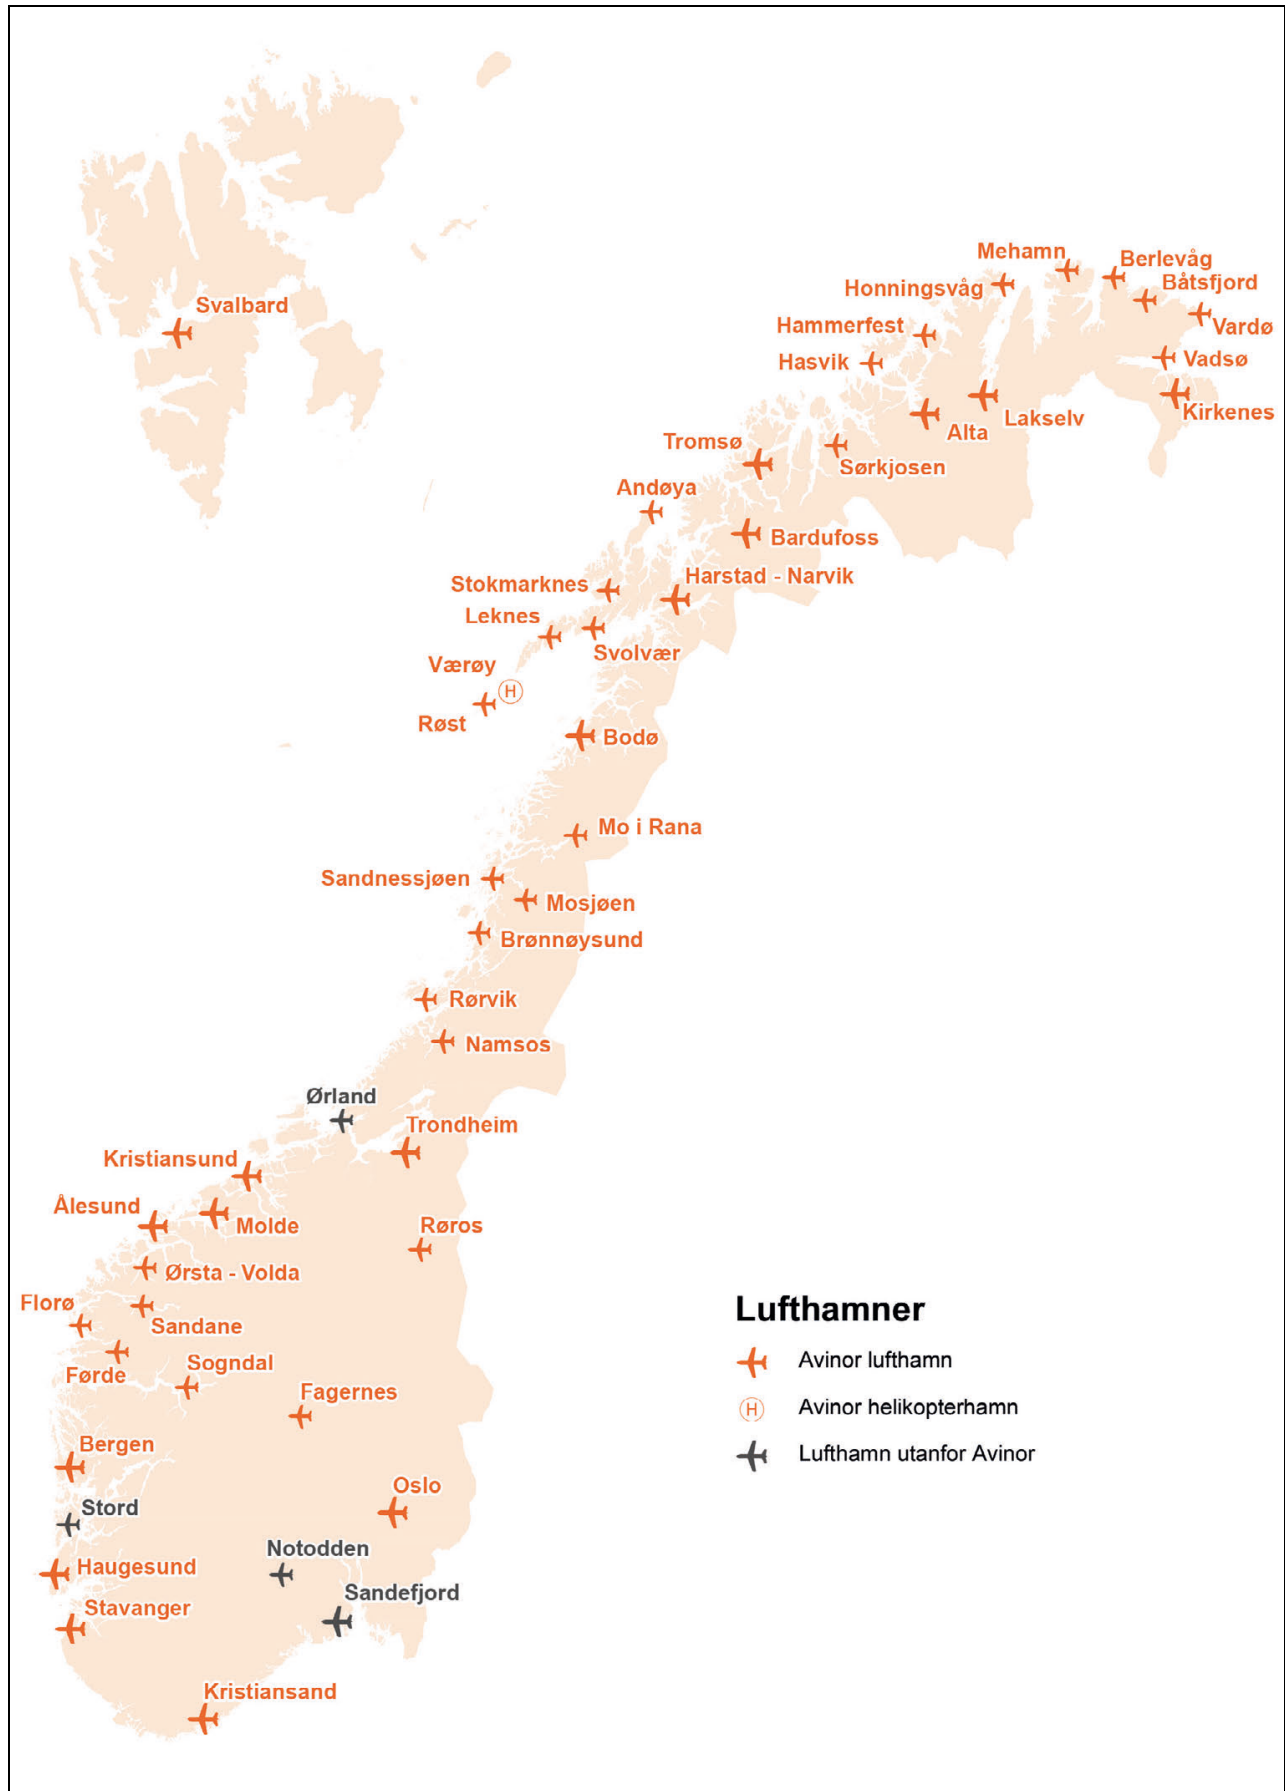 Svalbard
Mehamn
Berlevåg
Båtsfjord
Honningsvåg
Vardø
Hammerfest
Hasvik
Vadsø
Kirkenes
Lakselv
Alta
Tromsø
Sørkjosen
Andøya
Bardufoss
Harstad - Narvik
Stokmarknes
Leknes
Svolvær
Værøy
H
Røst
Bodø
Mo i Rana
Sandnessjøen
Mosjøen
Brønnøysund
Rørvik
Namsos
Ørland
Trondheim
Kristiansund
Ålesund
Molde
Røros
Ørsta - Volda
Florø
Sandane
Førde
Sogndal
Fagernes
Bergen
Oslo
Stord
Notodden
Haugesund
Sandefjord
Stavanger
Kristiansand
Lufthamner
Avinor lufthamn
H Avinor helikopterhamn
Lufthamn utanfor Avinor